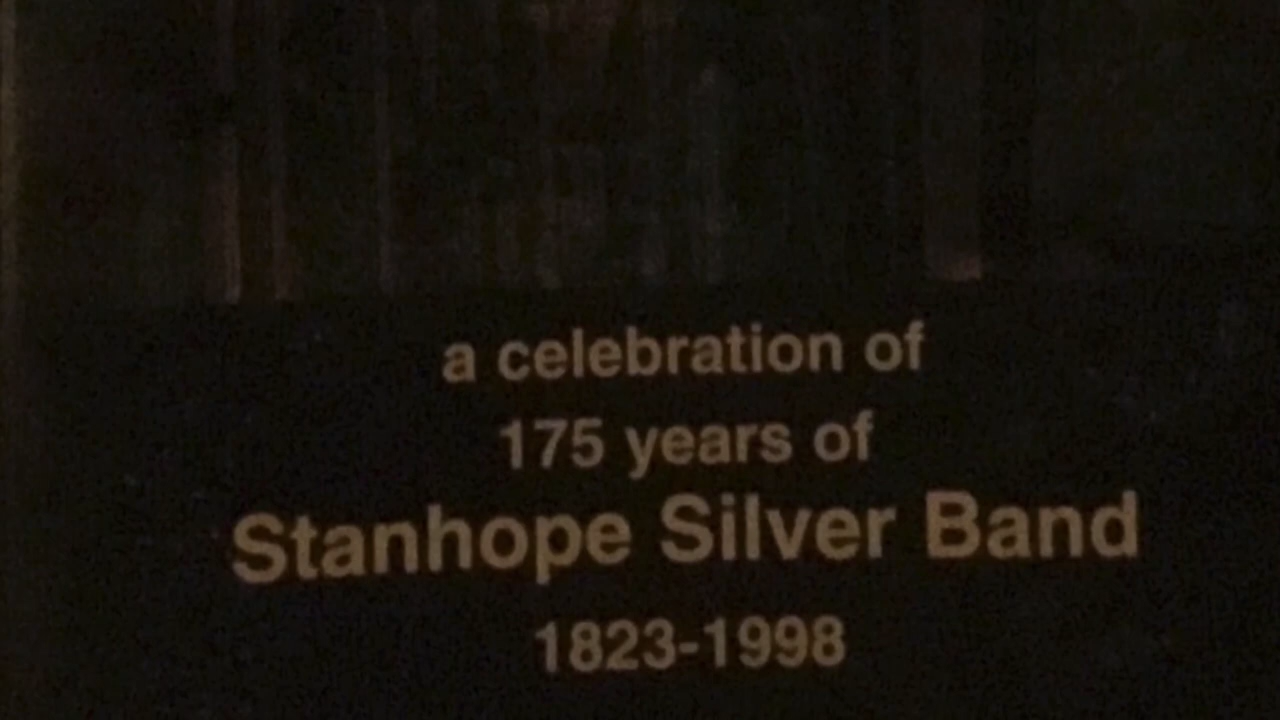 a celebration of
175 years of
Stanhope Silver Band
1823-1998